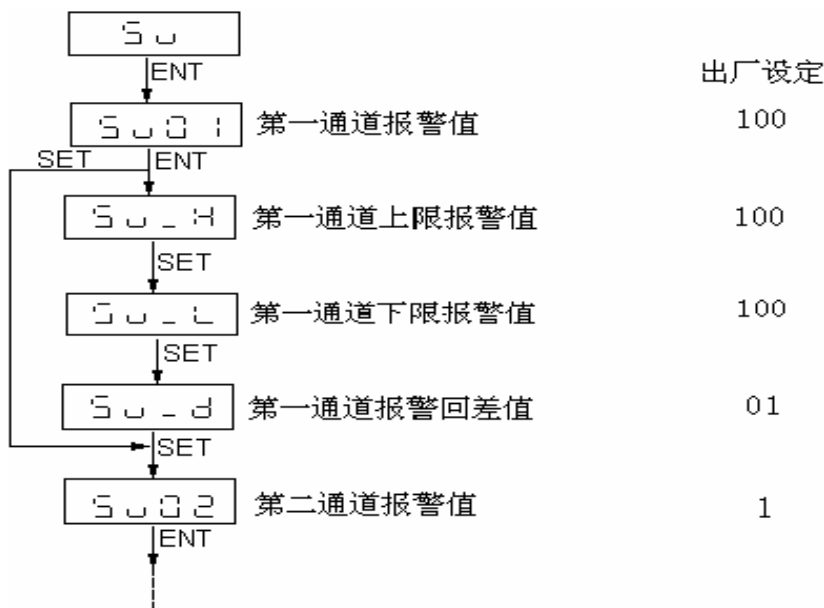 Su
ENT
出厂设定
Su01 第一通道报警值 100
SET ENT
Su_H 第一通道上限报警值 100
SET
Su_L 第一通道下限报警值 100
SET
Su_d 第一通道报警回差值 01
SET
Su02 第二通道报警值 1
ENT